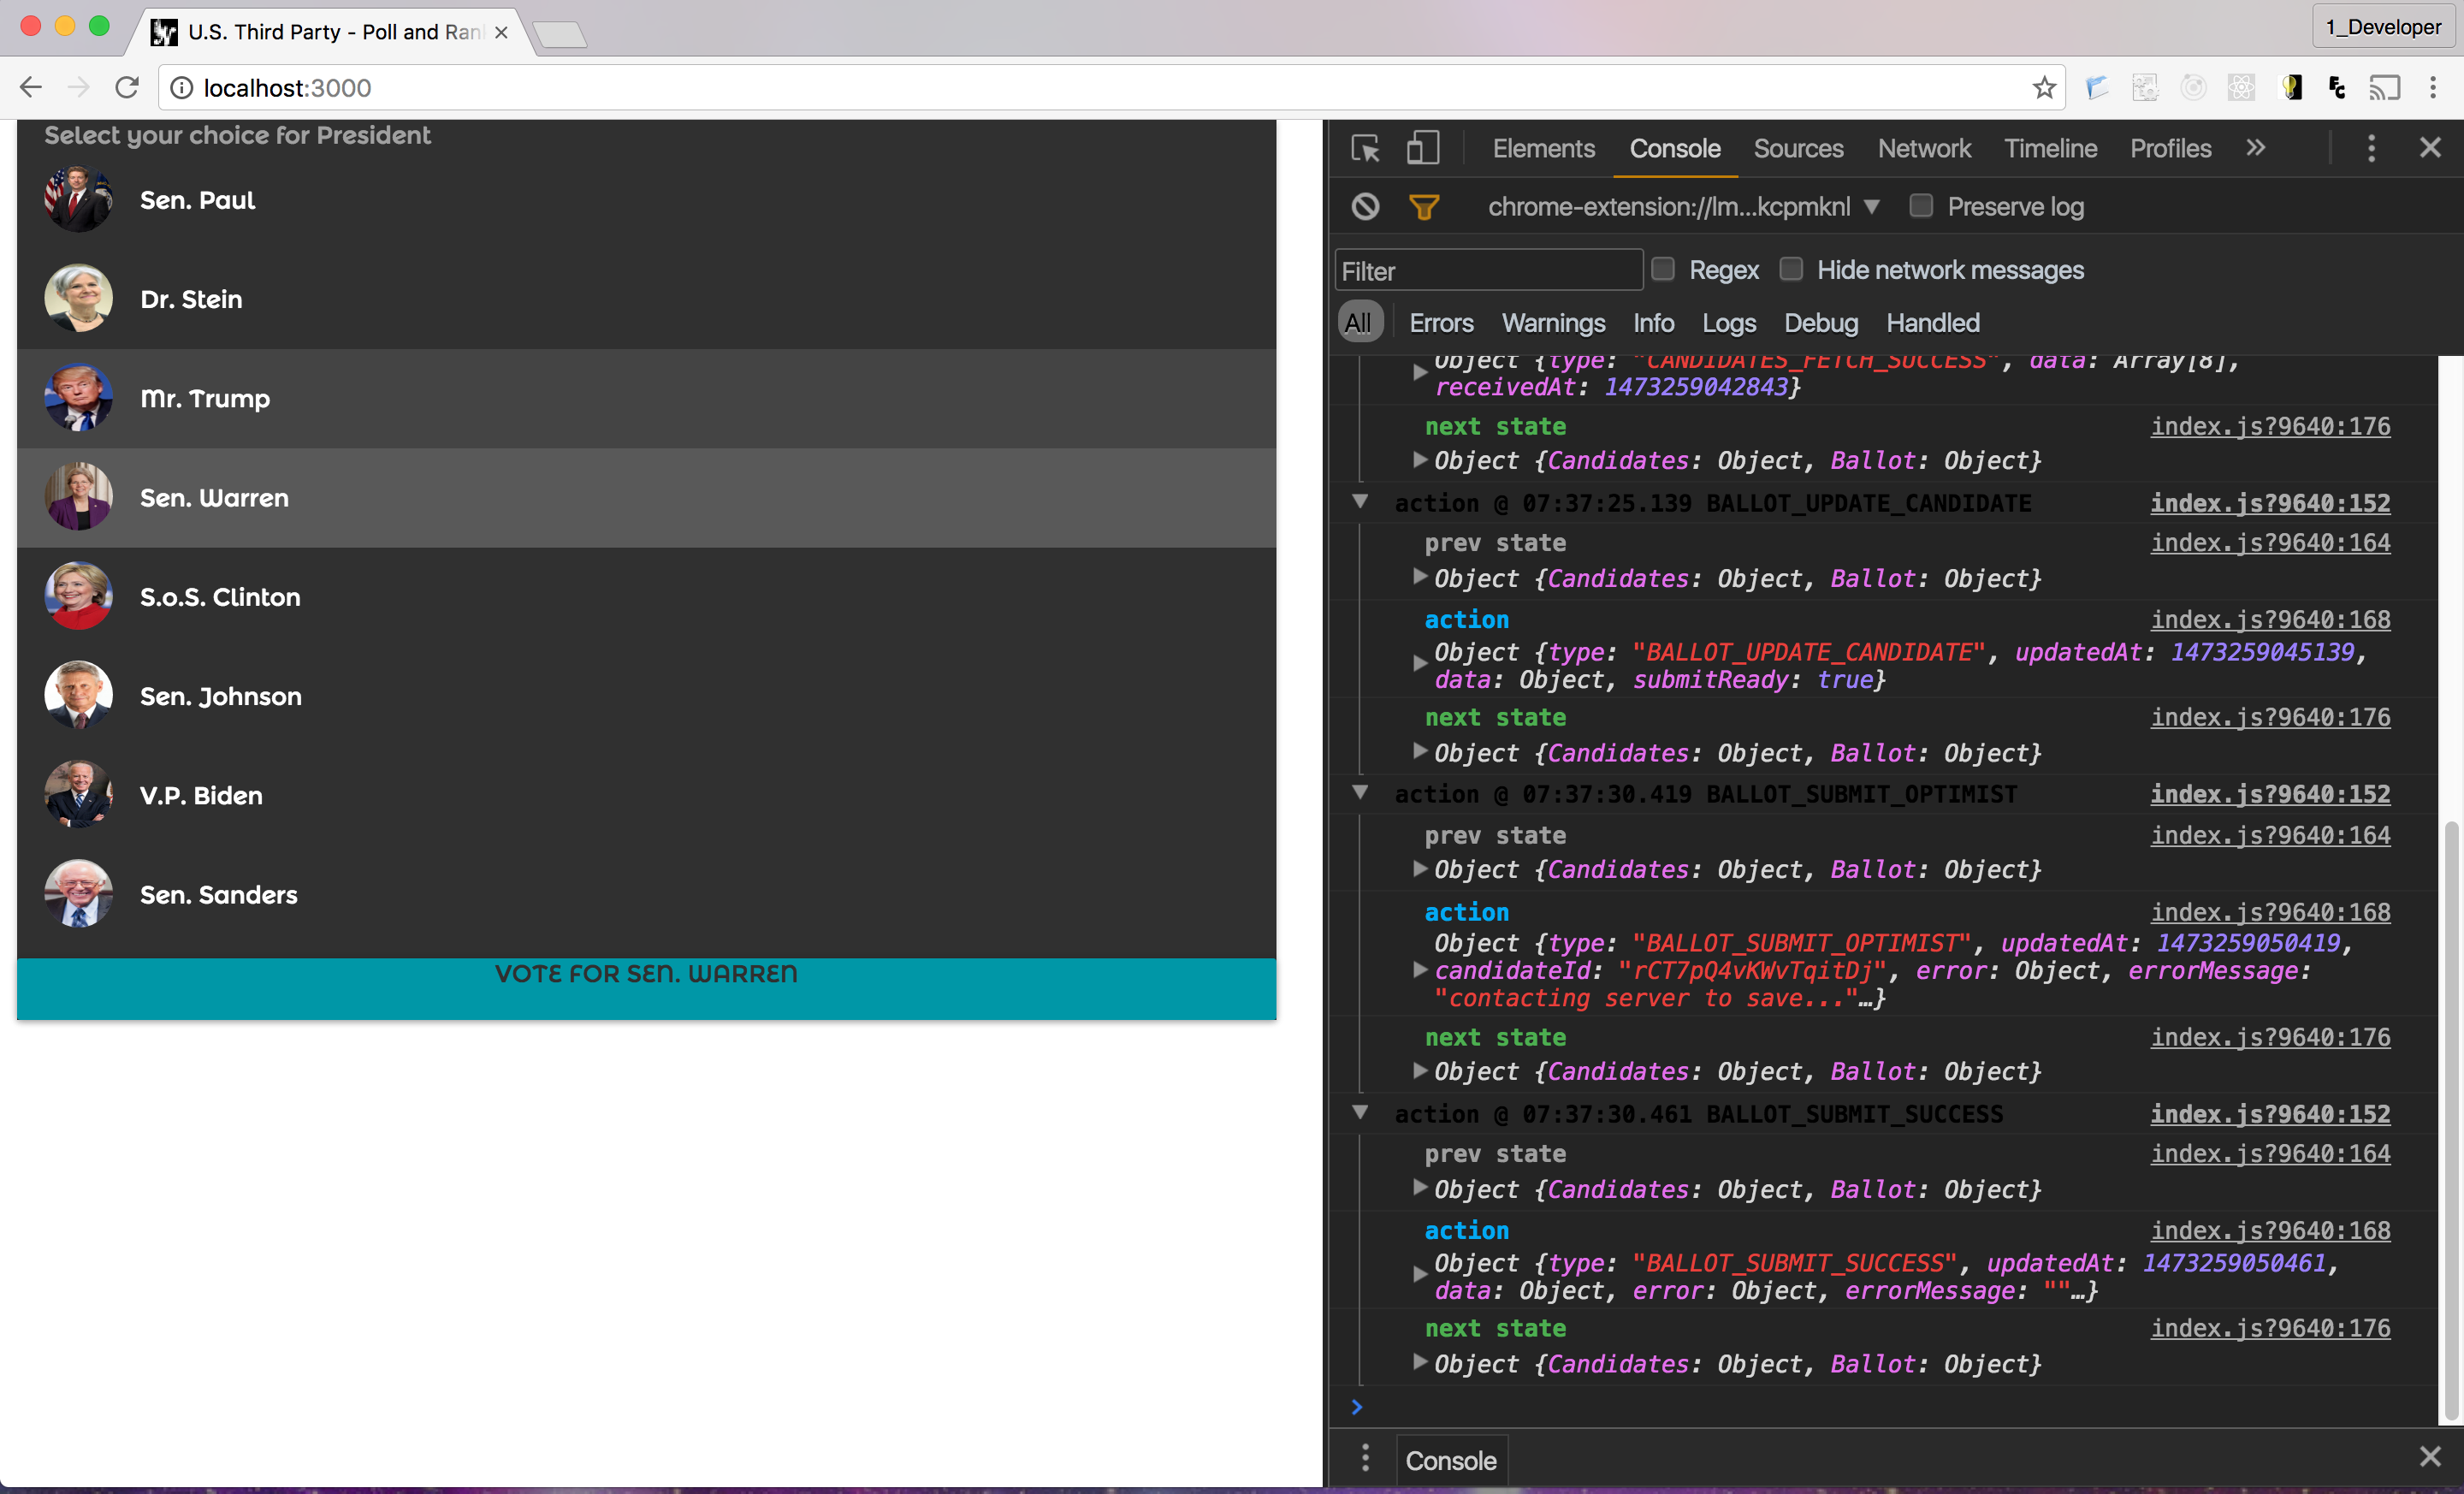 U.S. Third Party - Poll and Ran
1_Developer
localhost:3000
Select your choice for President
Sen. Paul
Dr. Stein
Mr. Trump
Sen. Warren
S.o.S. Clinton
Sen. Johnson
V.P. Biden
Sen. Sanders
VOTE FOR SEN. WARREN
Elements Console Sources Network Timeline Profiles
chrome-extension://lm...kcpmknl ▼ Preserve log
Filter Regex Hide network messages
All Errors Warnings Info Logs Debug Handled
Object {type: "CANDIDATES_FETCH_SUCCESS", data: Array[8],
receivedAt: 1473259042843}
next state index.js?9640:176
Object {Candidates: Object, Ballot: Object}
action @ 07:37:25.139 BALLOT_UPDATE_CANDIDATE index.js?9640:152
prev state index.js?9640:164
Object {Candidates: Object, Ballot: Object}
action index.js?9640:168
Object {type: "BALLOT_UPDATE_CANDIDATE", updatedAt: 1473259045139,
data: Object, submitReady: true}
next state index.js?9640:176
Object {Candidates: Object, Ballot: Object}
action @ 07:37:30.419 BALLOT_SUBMIT_OPTIMIST index.js?9640:152
prev state index.js?9640:164
Object {Candidates: Object, Ballot: Object}
action index.js?9640:168
Object {type: "BALLOT_SUBMIT_OPTIMIST", updatedAt: 1473259050419,
candidateId: "rCT7pQ4vKWvTqitDj", error: Object, errorMessage:
"contacting server to save..."…}
next state index.js?9640:176
Object {Candidates: Object, Ballot: Object}
action @ 07:37:30.461 BALLOT_SUBMIT_SUCCESS index.js?9640:152
prev state index.js?9640:164
Object {Candidates: Object, Ballot: Object}
action index.js?9640:168
Object {type: "BALLOT_SUBMIT_SUCCESS", updatedAt: 1473259050461,
data: Object, error: Object, errorMessage: ""…}
next state index.js?9640:176
Object {Candidates: Object, Ballot: Object}
Console